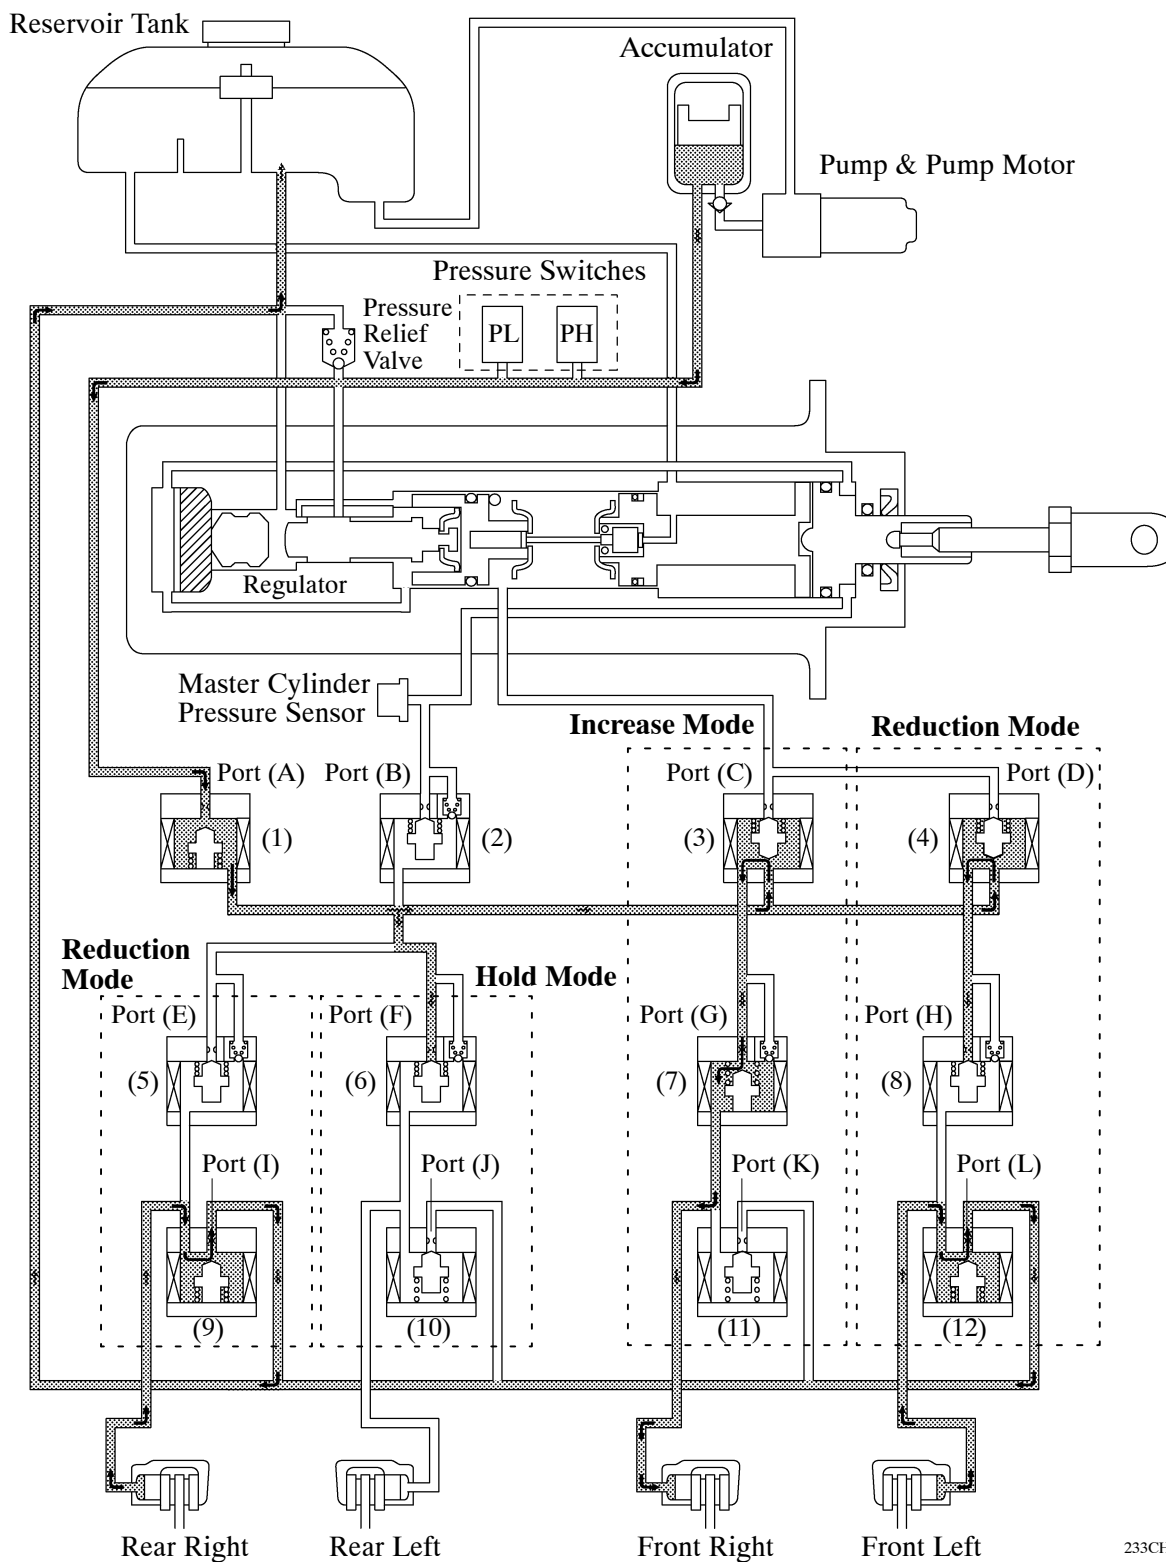 Reservoir Tank
Accumulator
Pump & Pump Motor
Pressure Switches
Pressure
Relief
Valve
PL
PH
Regulator
Master Cylinder
Pressure Sensor
Increase Mode
Reduction Mode
Port (A)
Port (B)
Port (C)
Port (D)
(1)
(2)
(3)
(4)
Reduction
Mode
Hold Mode
Port (E)
Port (F)
Port (G)
Port (H)
(5)
(6)
(7)
(8)
Port (I)
Port (J)
Port (K)
Port (L)
(9)
(10)
(11)
(12)
Rear Right
Rear Left
Front Right
Front Left
233CH